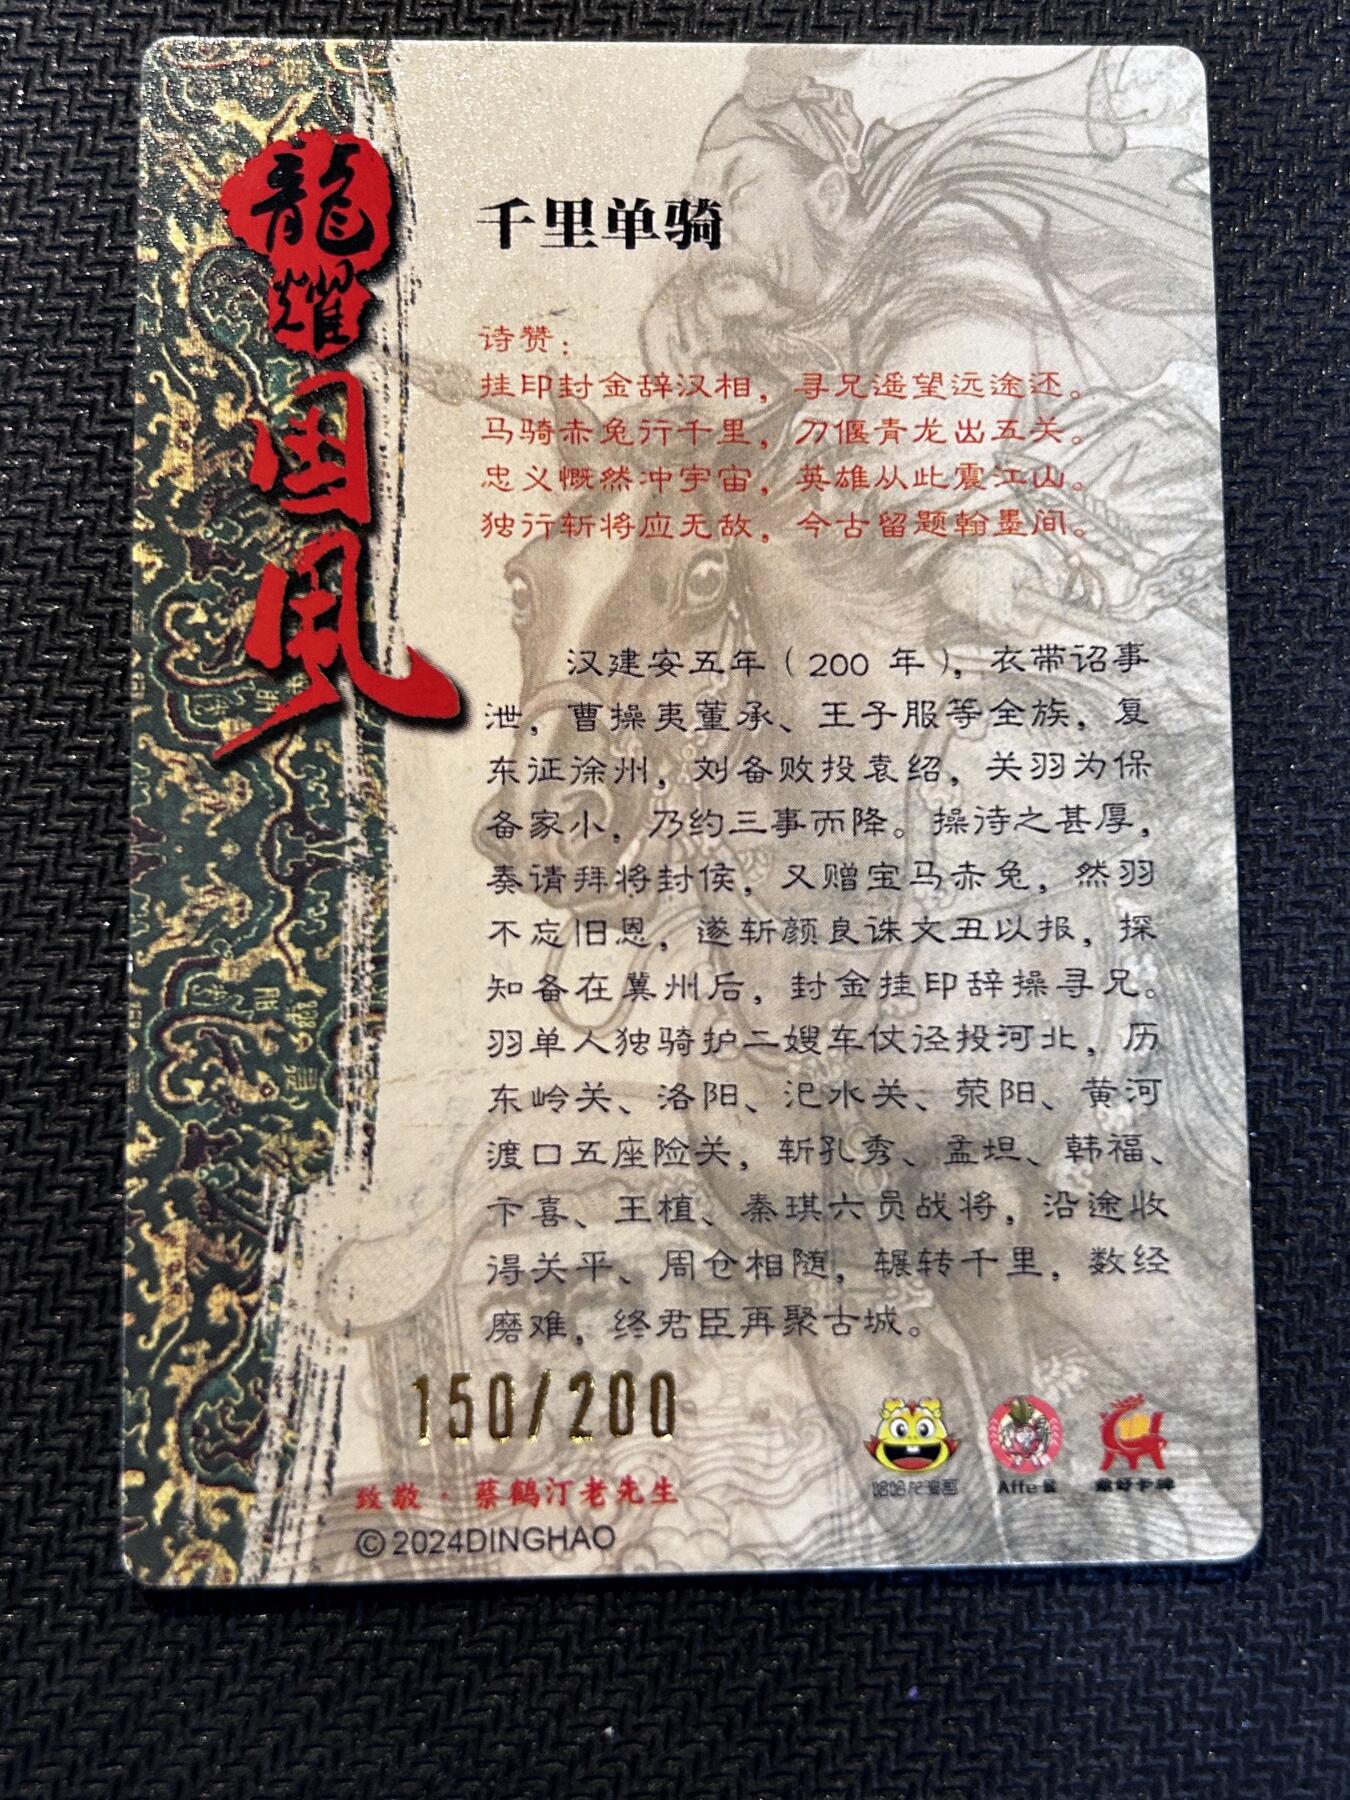 龍耀国風
千里单骑
诗赞：
挂印封金辞汉相，寻兄遥望远途还。
马骑赤兔行千里，刀偃青龙出五关。
忠义慨然冲宇宙，英雄从此震江山。
独行斩将应无敌，今古留题翰墨间。
汉建安五年（200 年），衣带诏事
泄，曹操夷董承、王子服等全族，复
东征徐州，刘备败投袁绍，关羽为保
备家小，乃约三事而降。操待之甚厚，
奏请拜将封侯，又赠宝马赤兔，然羽
不忘旧恩，遂斩颜良诛文丑以报，探
知备在冀州后，封金挂印辞操寻兄。
羽单人独骑护二嫂车仗径投河北，历
东岭关、洛阳、汜水关、荥阳、黄河
渡口五座险关，斩孔秀、孟坦、韩福、
卞喜、王植、秦琪六员战将，沿途收
得关平、周仓相随，辗转千里，数经
磨难，终君臣再聚古城。
150/200
致敬·蔡鹤汀老先生
©2024DINGHAO
哈哈龙漫画
Affe
鼎好卡牌